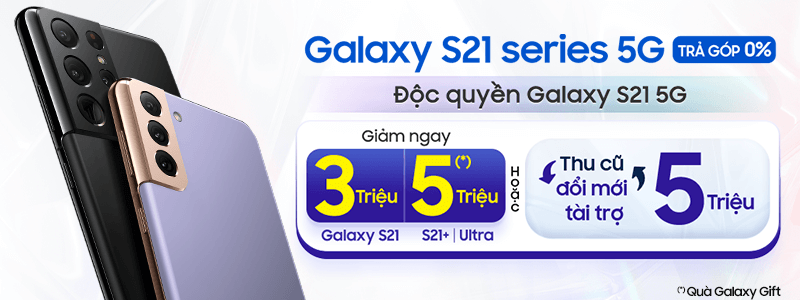 Galaxy S21 series 5G TRẢ GÓP 0%
Độc quyền Galaxy S21 5G
Giảm ngay
3 Triệu 5 (*) Triệu
Galaxy S21 S21+ | Ultra
HOẶC
Thu cũ
đổi mới
tài trợ
5 Triệu
(*) Quà Galaxy Gift